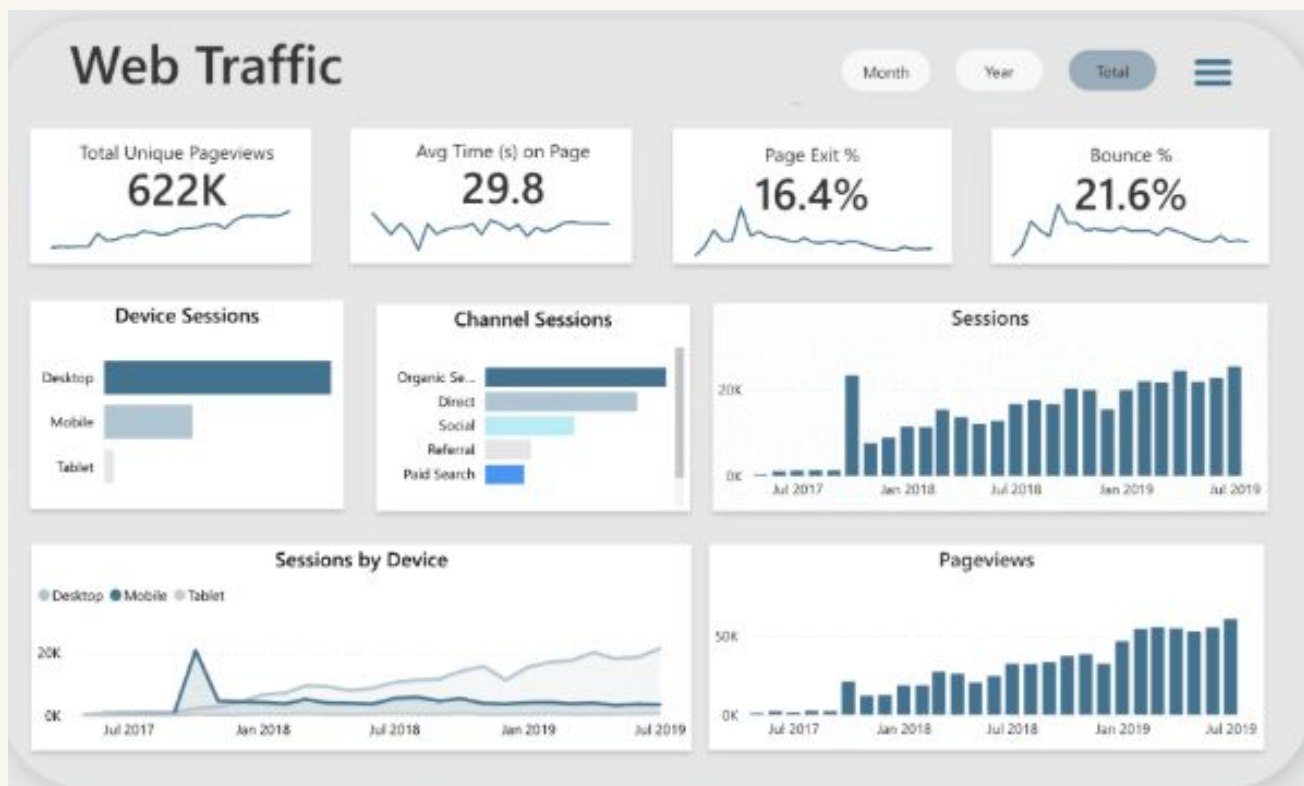 Web Traffic
Month Year Total
Total Unique Pageviews
622K
Avg Time (s) on Page
29.8
Page Exit %
16.4%
Bounce %
21.6%
Device Sessions
Desktop
Mobile
Tablet
Channel Sessions
Organic Se...
Direct
Social
Referral
Paid Search
Sessions
20K
0K
Jul 2017 Jan 2018 Jul 2018 Jan 2019 Jul 2019
Sessions by Device
Desktop Mobile Tablet
20K
0K
Jul 2017 Jan 2018 Jul 2018 Jan 2019 Jul 2019
Pageviews
50K
0K
Jul 2017 Jan 2018 Jul 2018 Jan 2019 Jul 2019